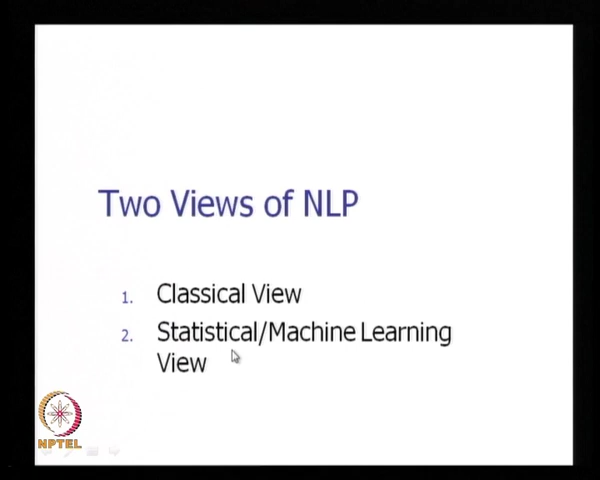 Two Views of NLP
1. Classical View
2. Statistical/Machine Learning
View
NPTEL